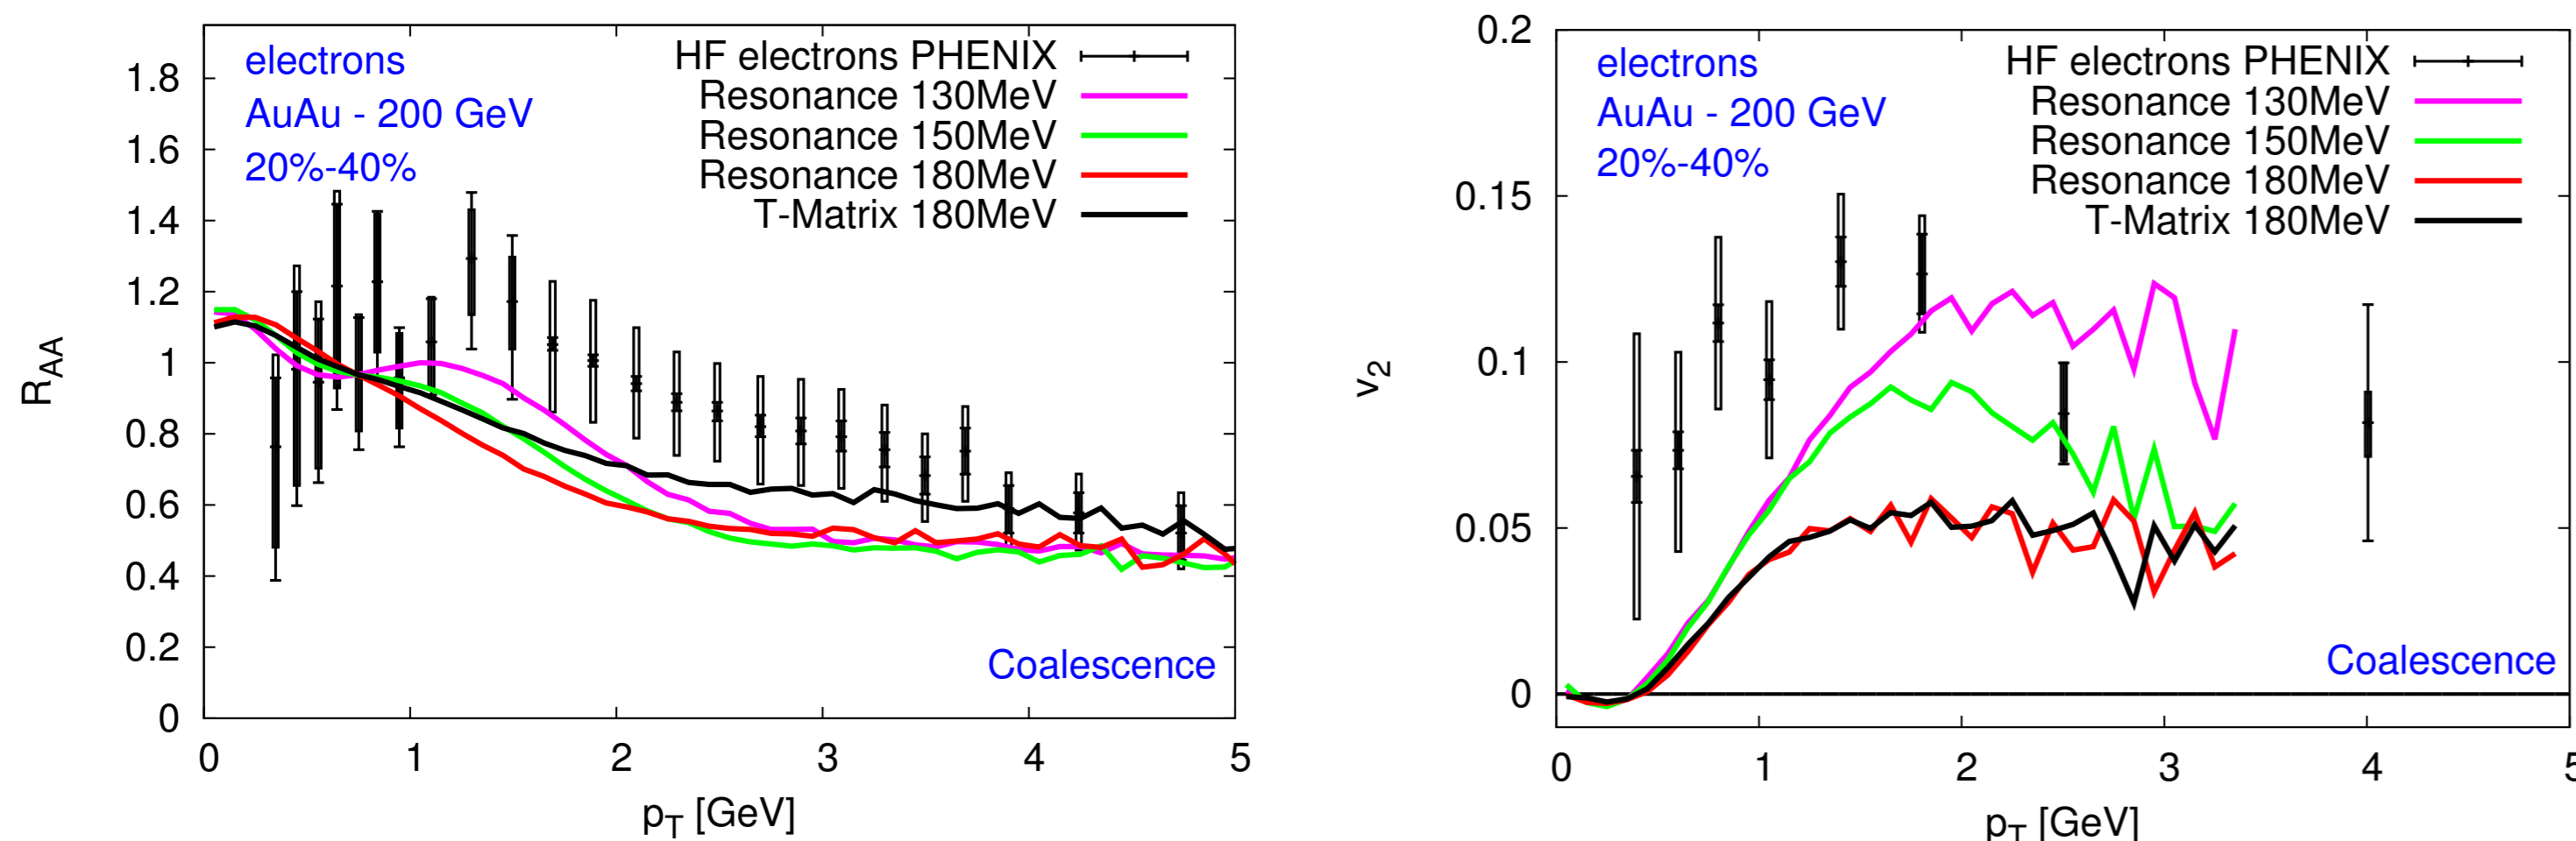 electrons
AuAu - 200 GeV
20%-40%
HF electrons PHENIX
Resonance 130MeV
Resonance 150MeV
Resonance 180MeV
T-Matrix 180MeV
1.8
1.6
1.4
1.2
1
0.8
0.6
0.4
0.2
0
R_AA
Coalescence
0 1 2 3 4 5
p_T [GeV]
electrons
AuAu - 200 GeV
20%-40%
HF electrons PHENIX
Resonance 130MeV
Resonance 150MeV
Resonance 180MeV
T-Matrix 180MeV
0.2
0.15
0.1
0.05
0
v_2
Coalescence
0 1 2 3 4 5
p_T [GeV]